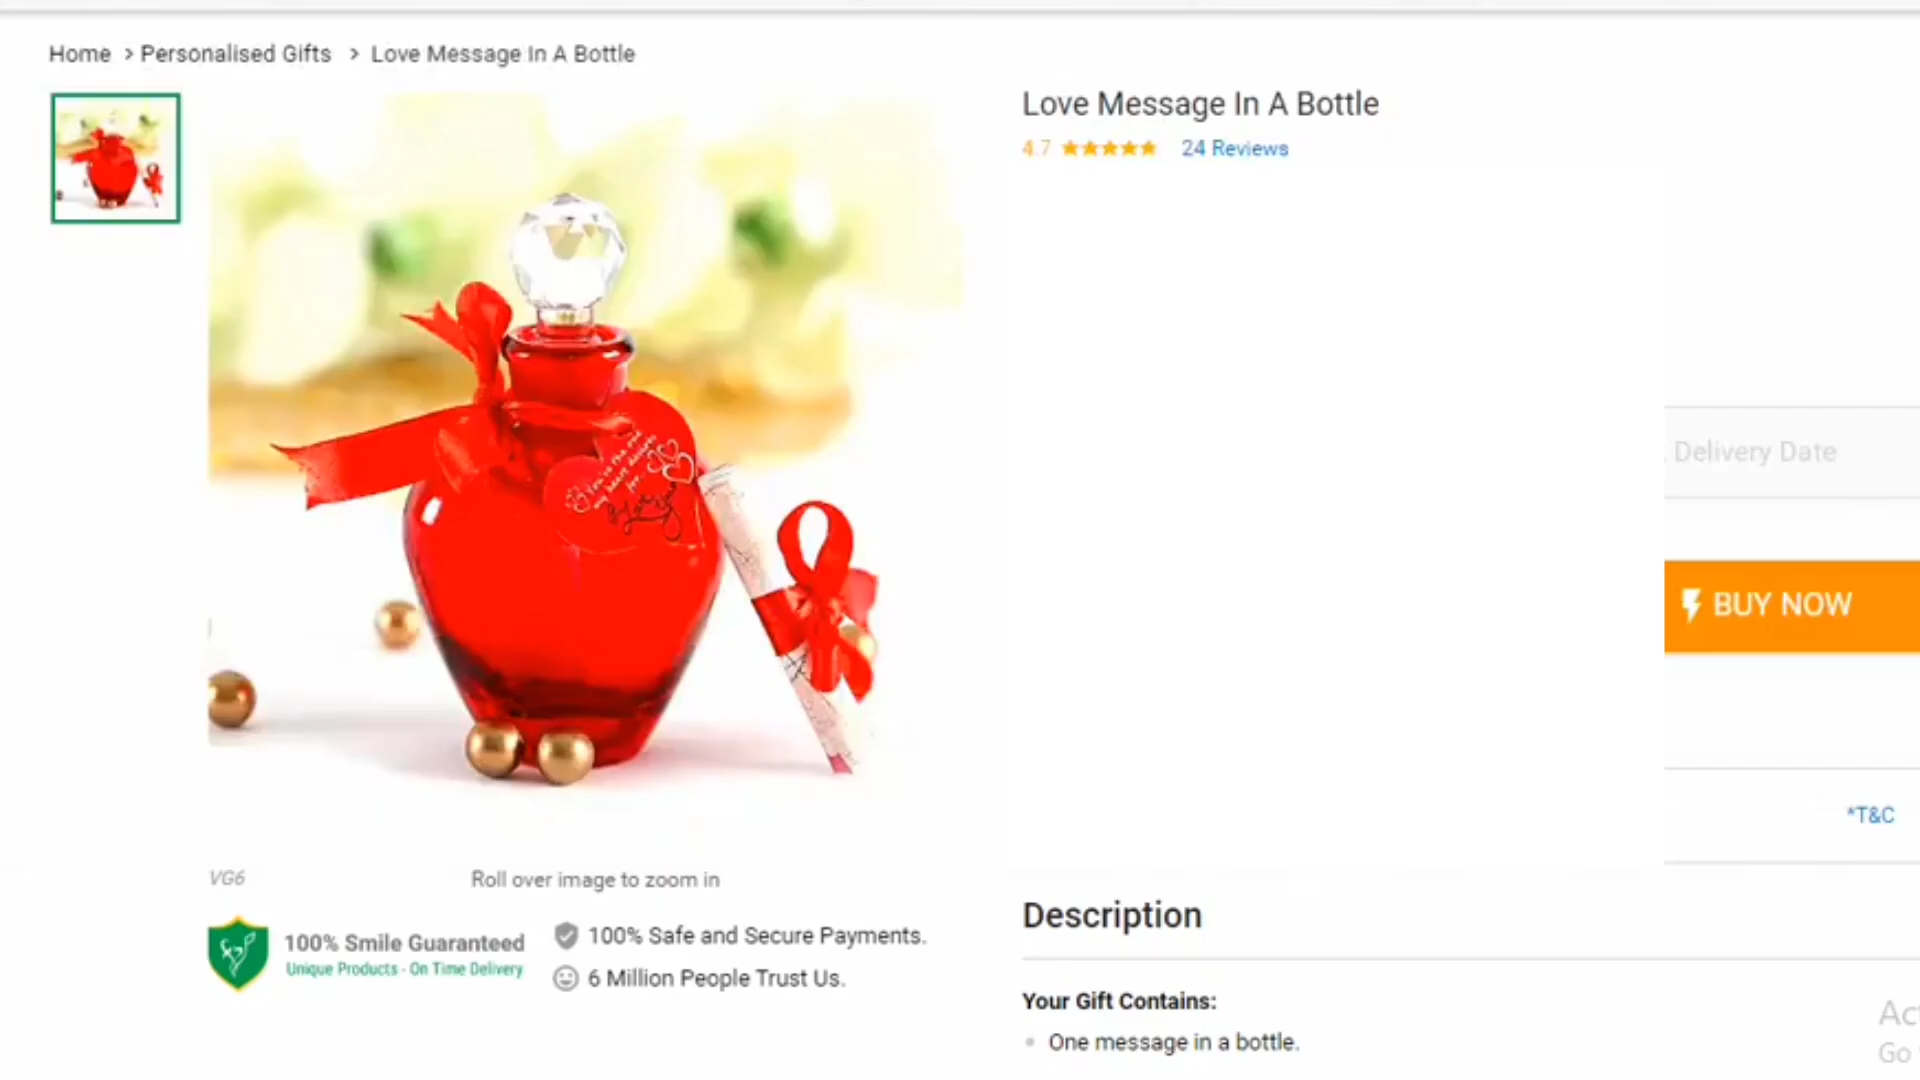 Home > Personalised Gifts > Love Message In A Bottle
Love Message In A Bottle
4.7 ★★★★★ 24 Reviews
Delivery Date
BUY NOW
*T&C
VG6
Roll over image to zoom in
100% Smile Guaranteed
Unique Products - On Time Delivery
100% Safe and Secure Payments.
6 Million People Trust Us.
Description
Your Gift Contains:
One message in a bottle.
Go